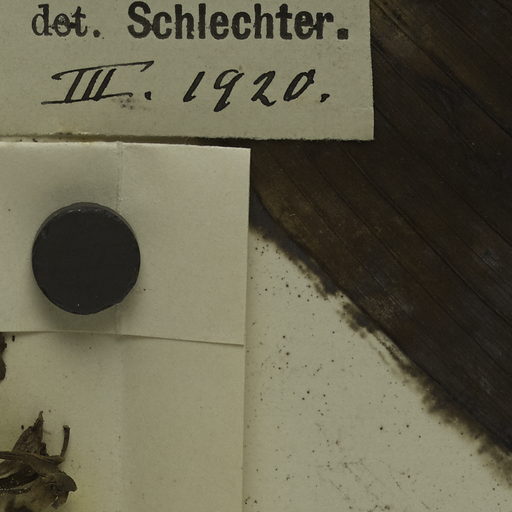 det. Schlechter.
III. 1920.